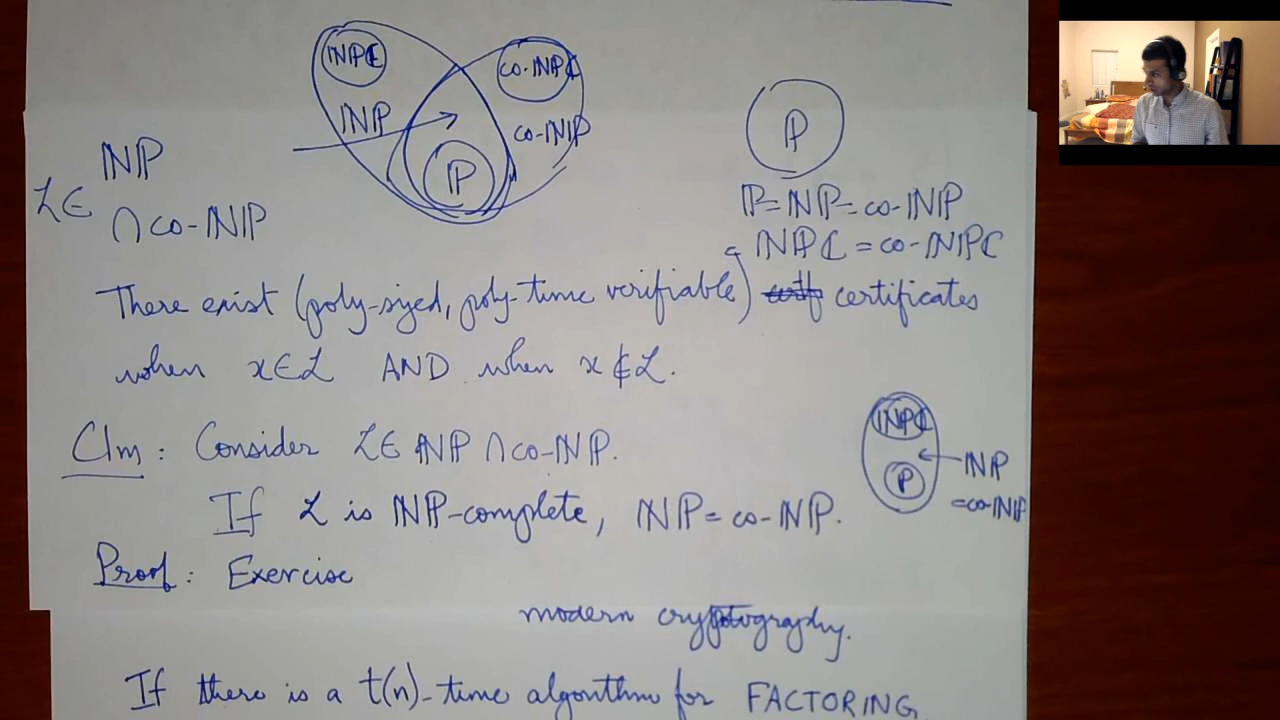 NPC
co-NPC
NP
co-NP
P
P
L ∈ NP
∩ co-NP
P = NP = co-NP
NPC = co-NPC
There exist (poly-sized, poly-time verifiable) certificates
when x∈L AND when x∉L.
Clm: Consider L∈ NP ∩ co-NP.
If L is NP-complete, NP = co-NP.
NPC
P
NP
= co-NP
Proof: Exercise
modern cryptography.
If there is a t(n)-time algorithm for FACTORING